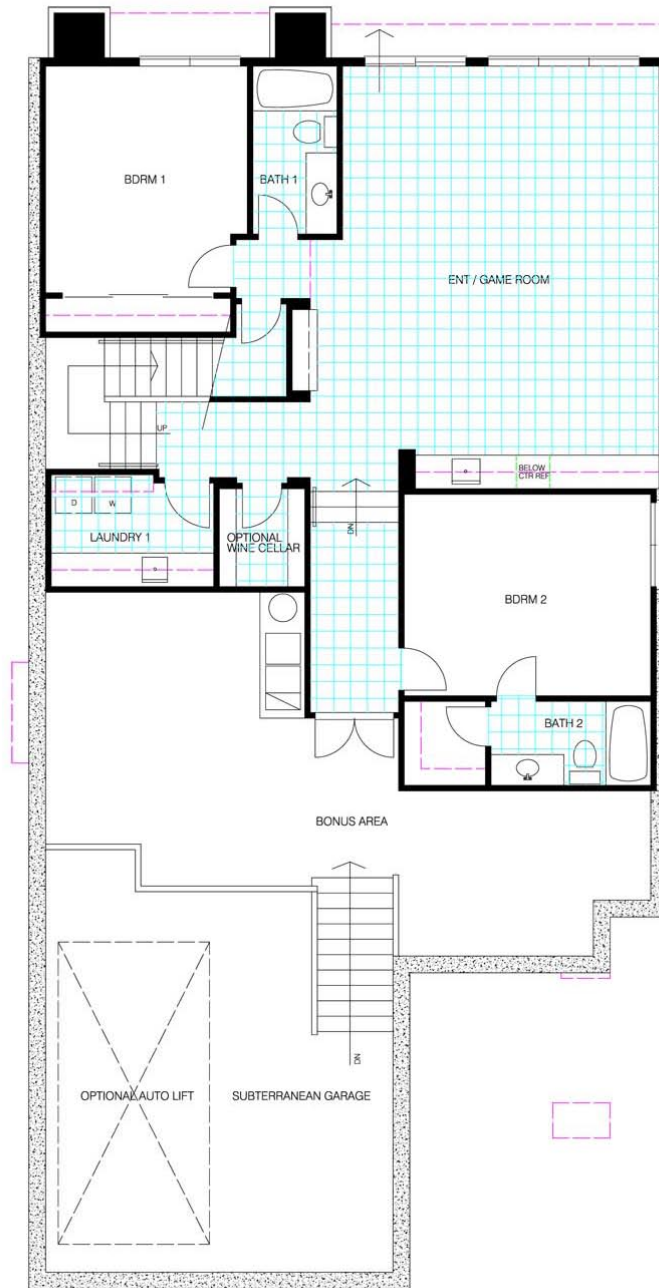 BDRM 1
BATH 1
ENT / GAME ROOM
UP
BELOW
CTR REF
D
W
LAUNDRY 1
OPTIONAL
WINE CELLAR
DN
BDRM 2
BATH 2
BONUS AREA
DN
OPTIONAL AUTO LIFT
SUBTERRANEAN GARAGE